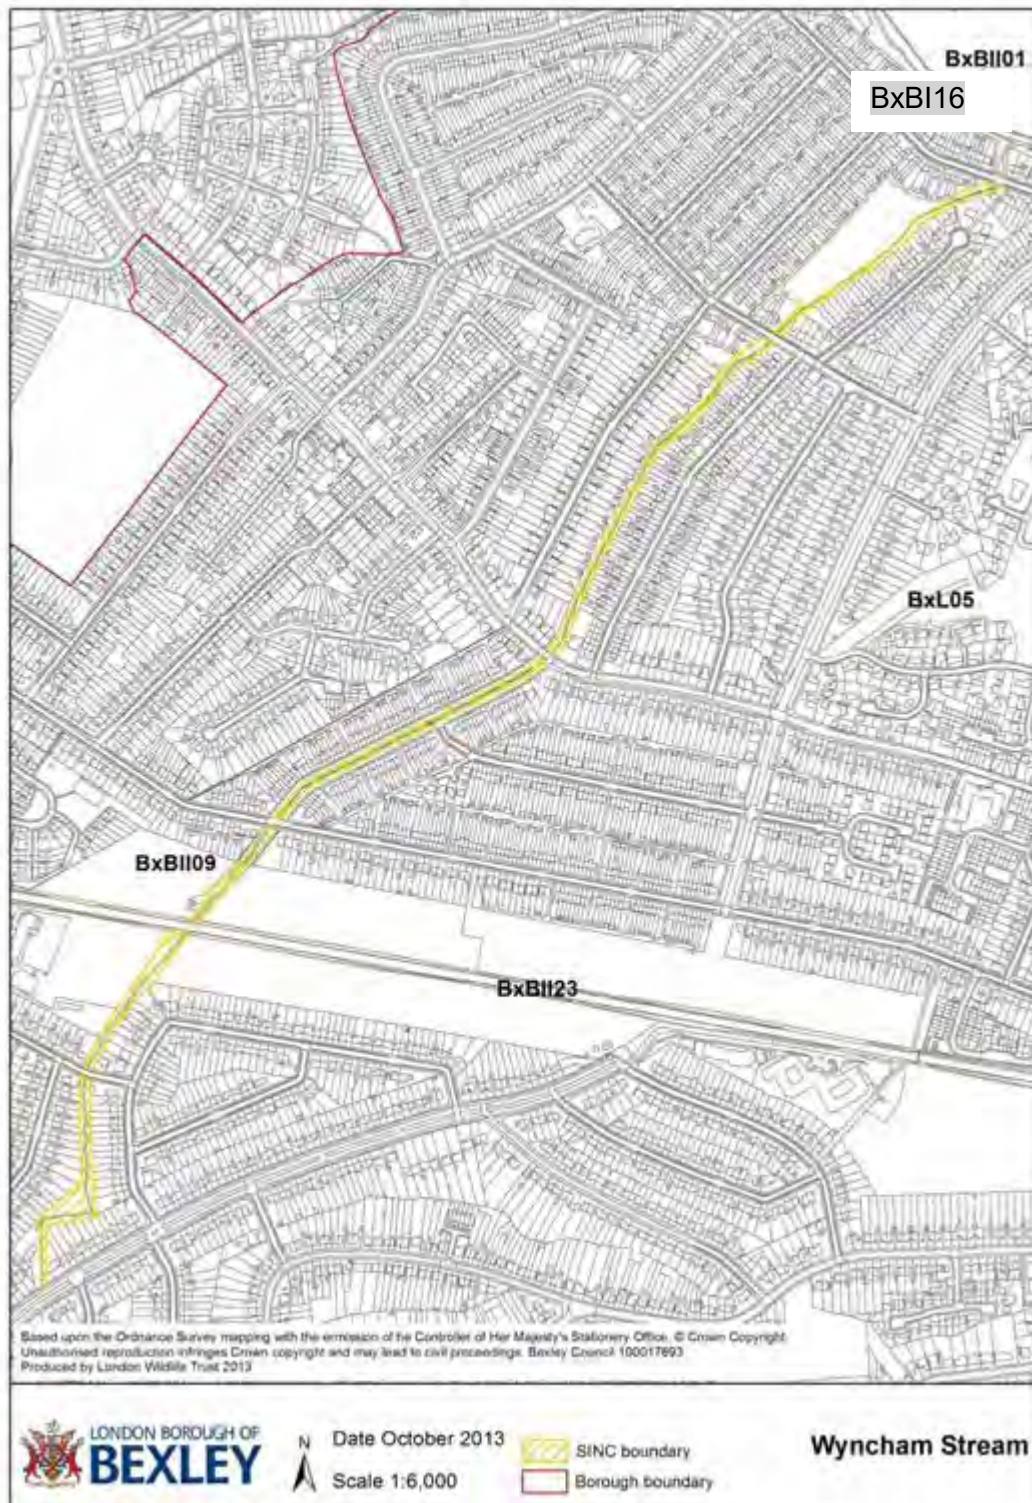 BxBII01
BxBI16
BxL05
BxBII09
BxBII23
Based upon the Ordnance Survey mapping with the ermission of he Controller of Her Majesty's Stationery Office. © Crown Copyright
Unauthorised reproduction infringes Crown copyright and may lead to civil proceedings. Bexley Council 100017693
Produced by London Wildlife Trust 2013
LONDON BOROUGH OF
BEXLEY
N
Date October 2013
Scale 1:6,000
SINC boundary
Borough boundary
Wyncham Stream